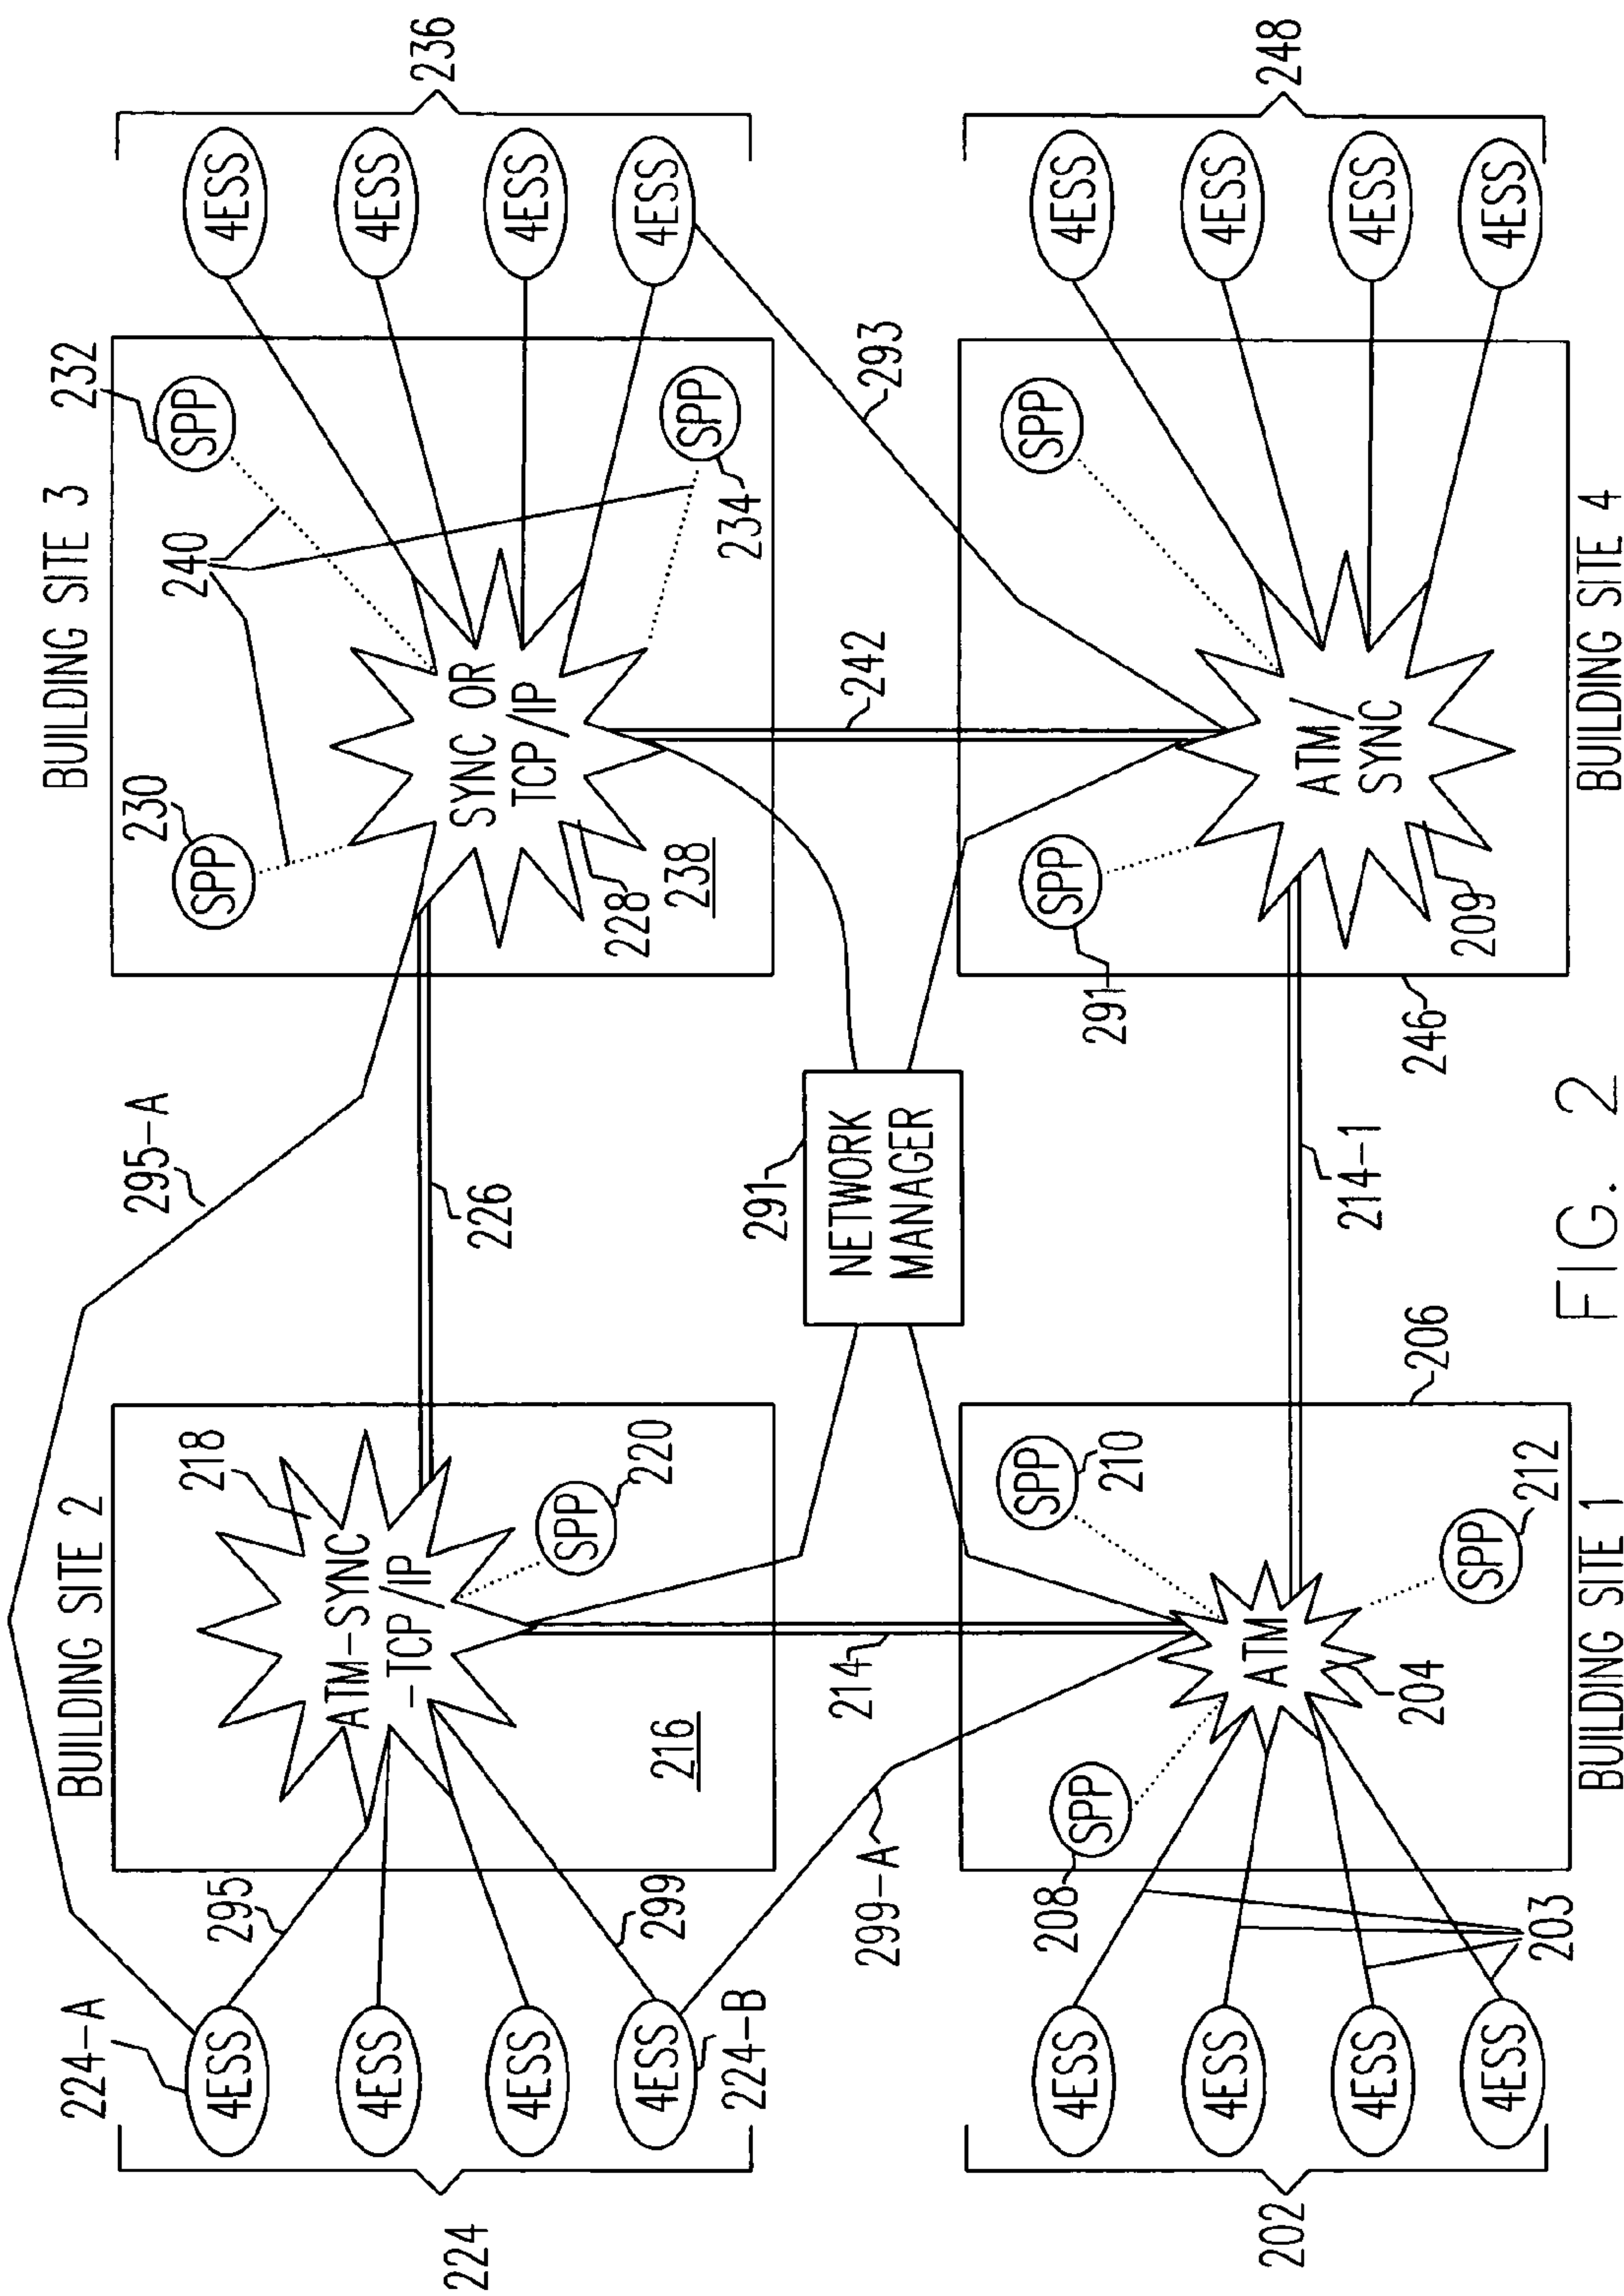 BUILDING SITE 2
BUILDING SITE 3
224-A
295
295-A
218
230
240
232
4ESS
4ESS
4ESS
4ESS
224
224-B
299
ATM-SYNC
-TCP/IP
SPP
220
216
226
SPP
SPP
SYNC OR
TCP/IP
228
238
SPP
234
4ESS
4ESS
4ESS
4ESS
236
299-A
214
291
NETWORK
MANAGER
242
293
4ESS
4ESS
4ESS
4ESS
202
203
208
SPP
SPP
210
ATM
204
SPP
212
206
BUILDING SITE 1
214-1
291
SPP
SPP
ATM/
SYNC
209
246
BUILDING SITE 4
4ESS
4ESS
4ESS
4ESS
248
FIG. 2